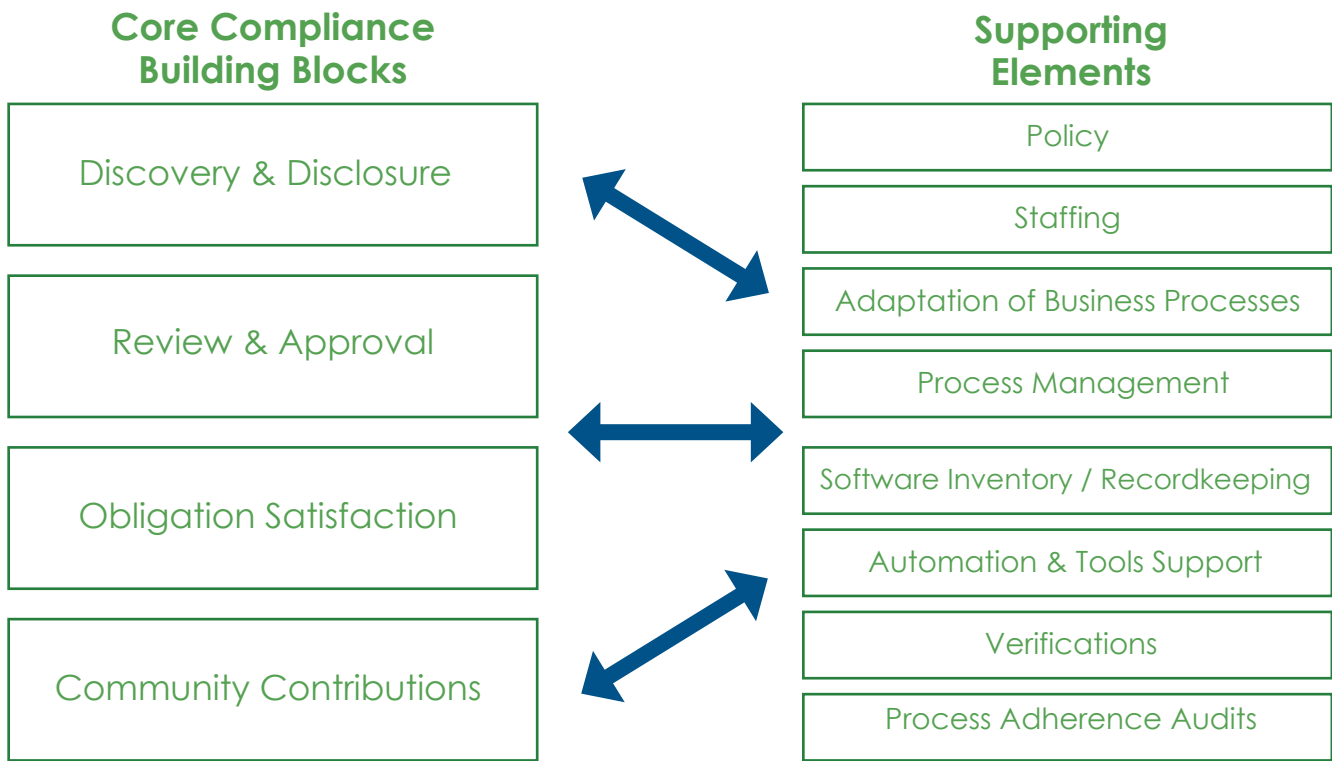 Core Compliance
Building Blocks
Discovery & Disclosure
Review & Approval
Obligation Satisfaction
Community Contributions
Supporting
Elements
Policy
Staffing
Adaptation of Business Processes
Process Management
Software Inventory / Recordkeeping
Automation & Tools Support
Verifications
Process Adherence Audits